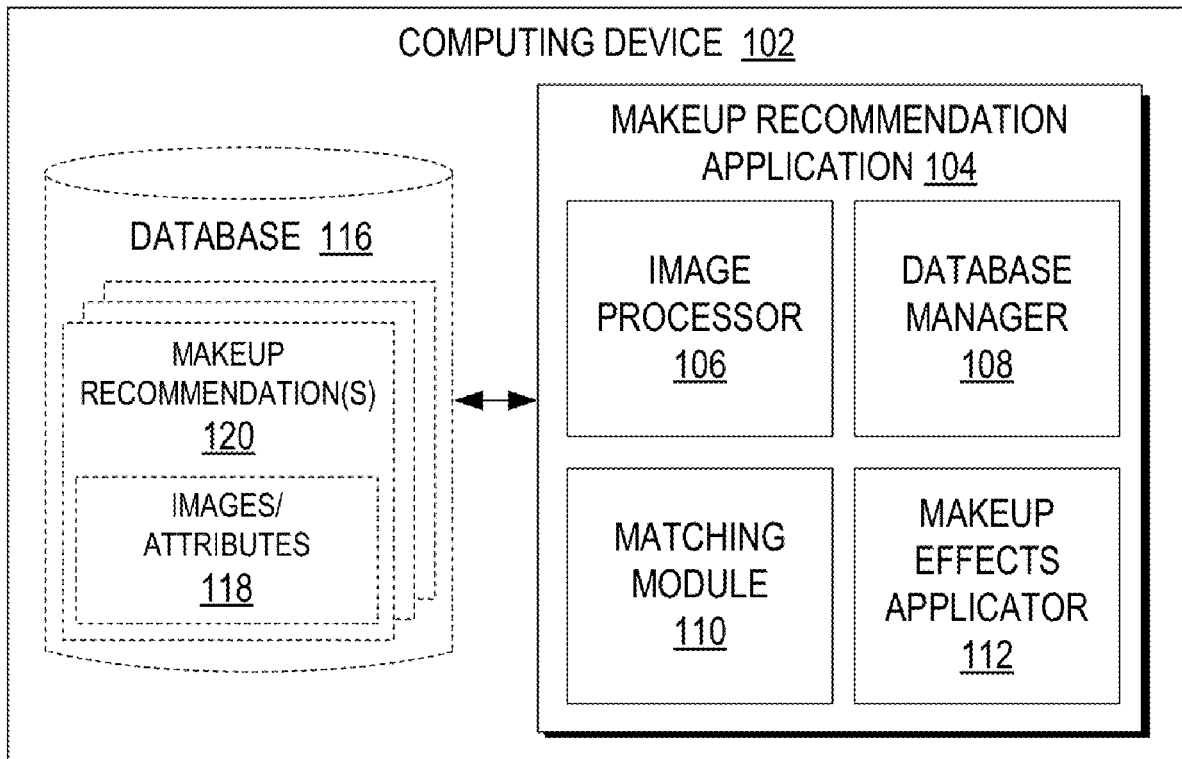 COMPUTING DEVICE 102
MAKEUP RECOMMENDATION
APPLICATION 104
DATABASE 116
MAKEUP
RECOMMENDATION(S)
120
IMAGES/
ATTRIBUTES
118
IMAGE
PROCESSOR
106
DATABASE
MANAGER
108
MATCHING
MODULE
110
MAKEUP
EFFECTS
APPLICATOR
112